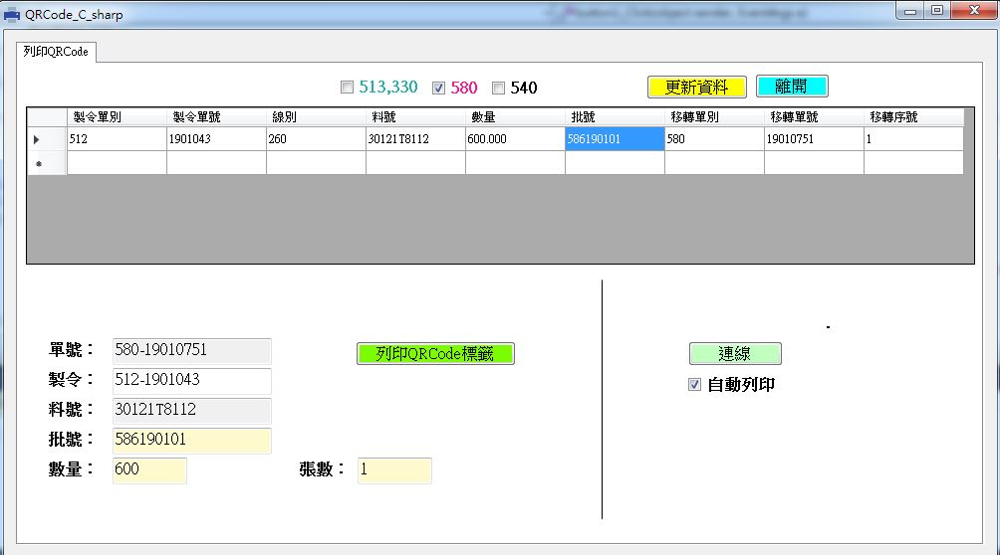 QRCode_C_sharp
列印QRCode
513,330 580 540 更新資料 離開
製令單別 製令單號 線別 料號 數量 批號 移轉單別 移轉單號 移轉序號
512 1901043 260 30121T8112 600.000 586190101 580 19010751 1
單號： 580-19010751 列印QRCode標籤 連線
製令： 512-1901043 自動列印
料號： 30121T8112
批號： 586190101
數量： 600 張數： 1